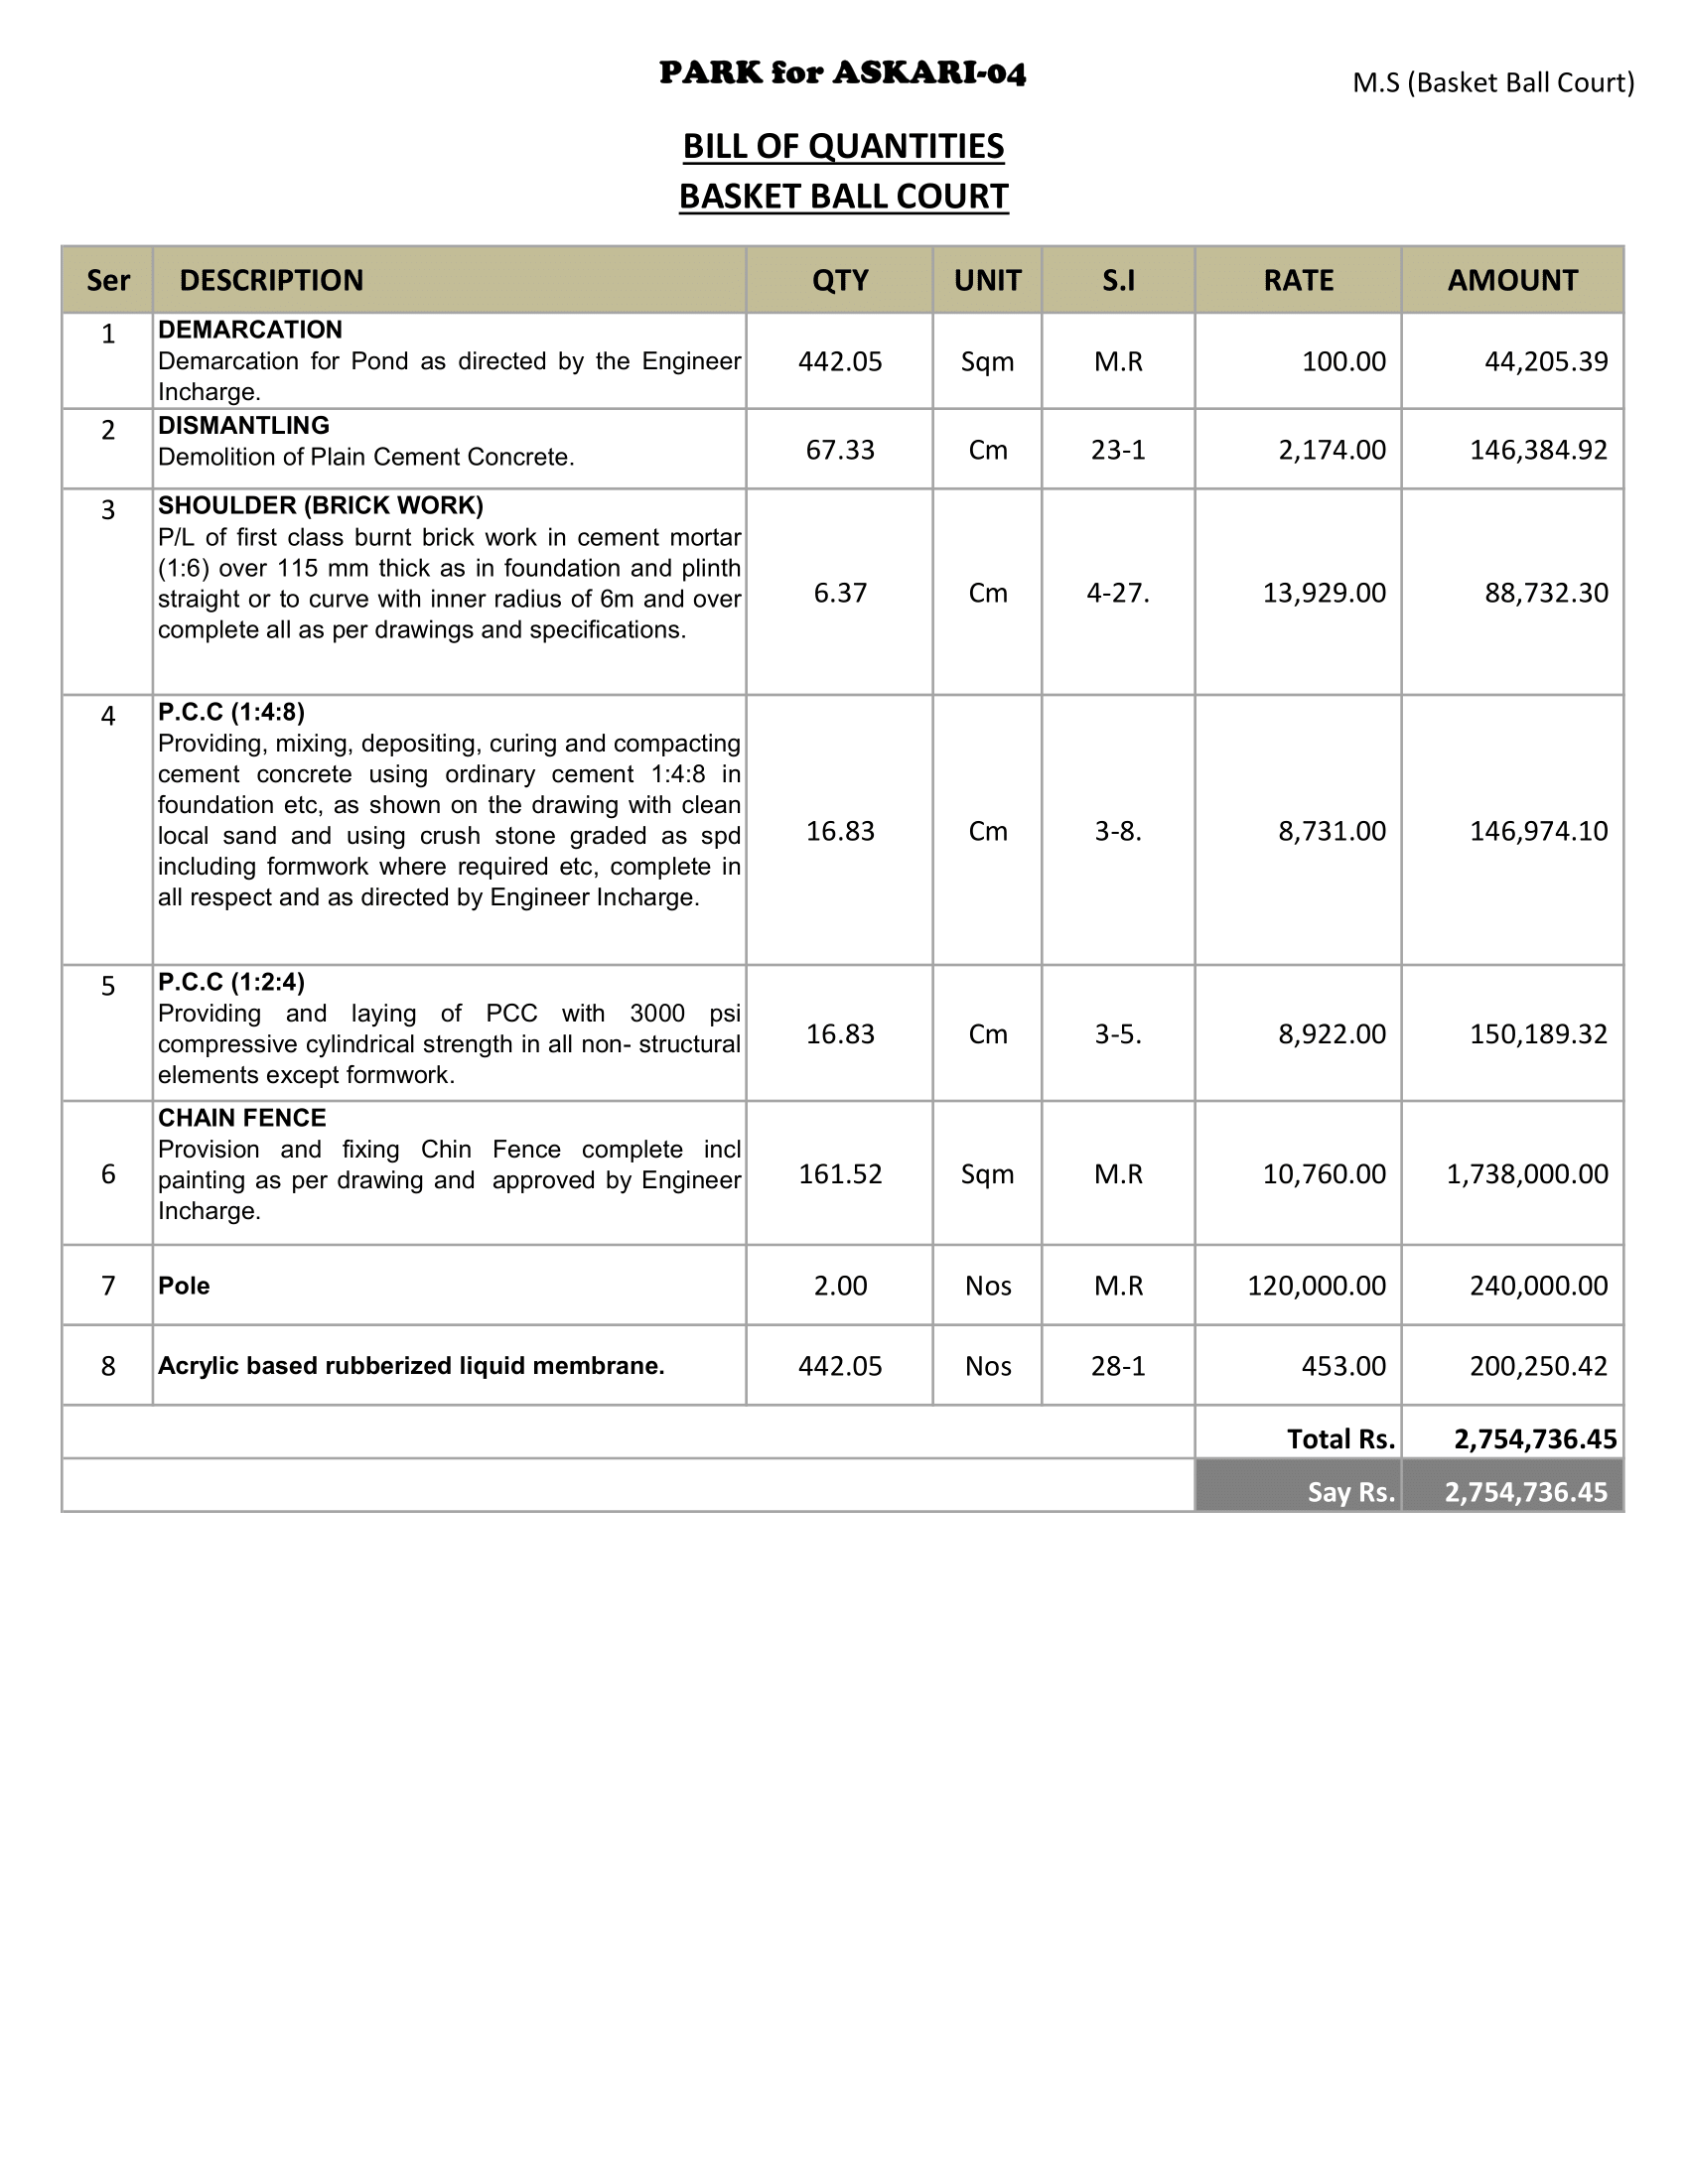 PARK for ASKARI-04
M.S (Basket Ball Court)
BILL OF QUANTITIES
BASKET BALL COURT
Ser DESCRIPTION QTY UNIT S.I RATE AMOUNT
1 DEMARCATION
Demarcation for Pond as directed by the Engineer
Incharge.
442.05 Sqm M.R 100.00 44,205.39
2 DISMANTLING
Demolition of Plain Cement Concrete.
67.33 Cm 23-1 2,174.00 146,384.92
3 SHOULDER (BRICK WORK)
P/L of first class burnt brick work in cement mortar
(1:6) over 115 mm thick as in foundation and plinth
straight or to curve with inner radius of 6m and over
complete all as per drawings and specifications.
6.37 Cm 4-27. 13,929.00 88,732.30
4 P.C.C (1:4:8)
Providing, mixing, depositing, curing and compacting
cement concrete using ordinary cement 1:4:8 in
foundation etc, as shown on the drawing with clean
local sand and using crush stone graded as spd
including formwork where required etc, complete in
all respect and as directed by Engineer Incharge.
16.83 Cm 3-8. 8,731.00 146,974.10
5 P.C.C (1:2:4)
Providing and laying of PCC with 3000 psi
compressive cylindrical strength in all non- structural
elements except formwork.
16.83 Cm 3-5. 8,922.00 150,189.32
6 CHAIN FENCE
Provision and fixing Chin Fence complete incl
painting as per drawing and approved by Engineer
Incharge.
161.52 Sqm M.R 10,760.00 1,738,000.00
7 Pole 2.00 Nos M.R 120,000.00 240,000.00
8 Acrylic based rubberized liquid membrane. 442.05 Nos 28-1 453.00 200,250.42
Total Rs. 2,754,736.45
Say Rs. 2,754,736.45